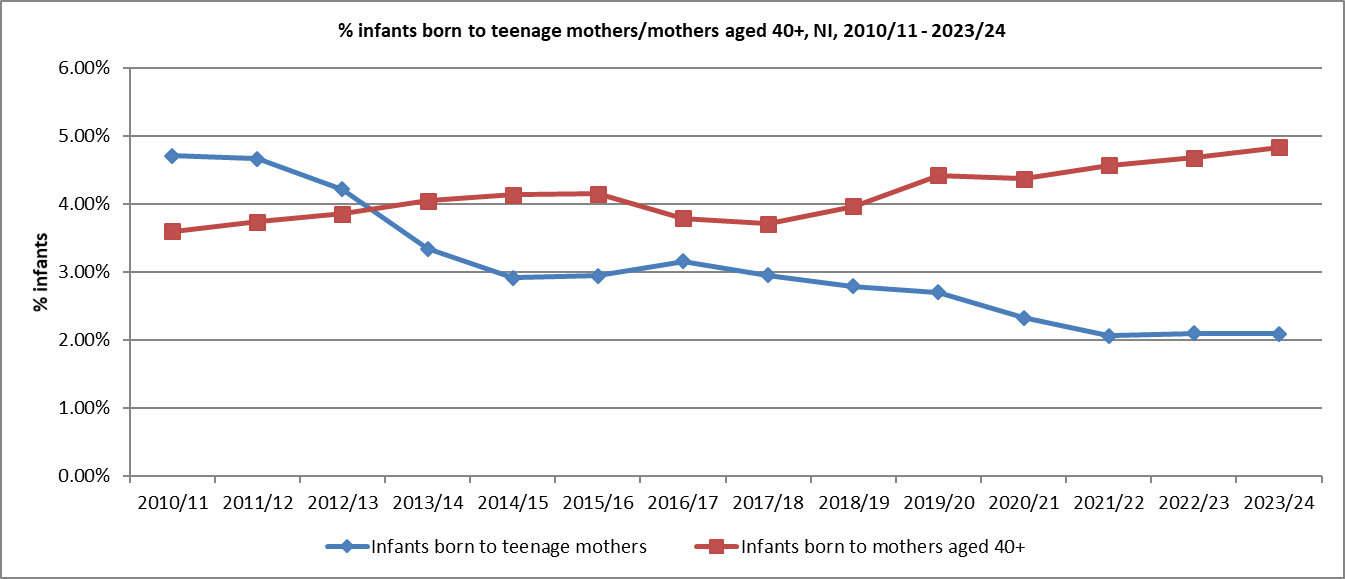 % infants born to teenage mothers/mothers aged 40+, NI, 2010/11 - 2023/24
6.00%
5.00%
4.00%
3.00%
2.00%
1.00%
0.00%
% infants
2010/11 2011/12 2012/13 2013/14 2014/15 2015/16 2016/17 2017/18 2018/19 2019/20 2020/21 2021/22 2022/23 2023/24
Infants born to teenage mothers Infants born to mothers aged 40+